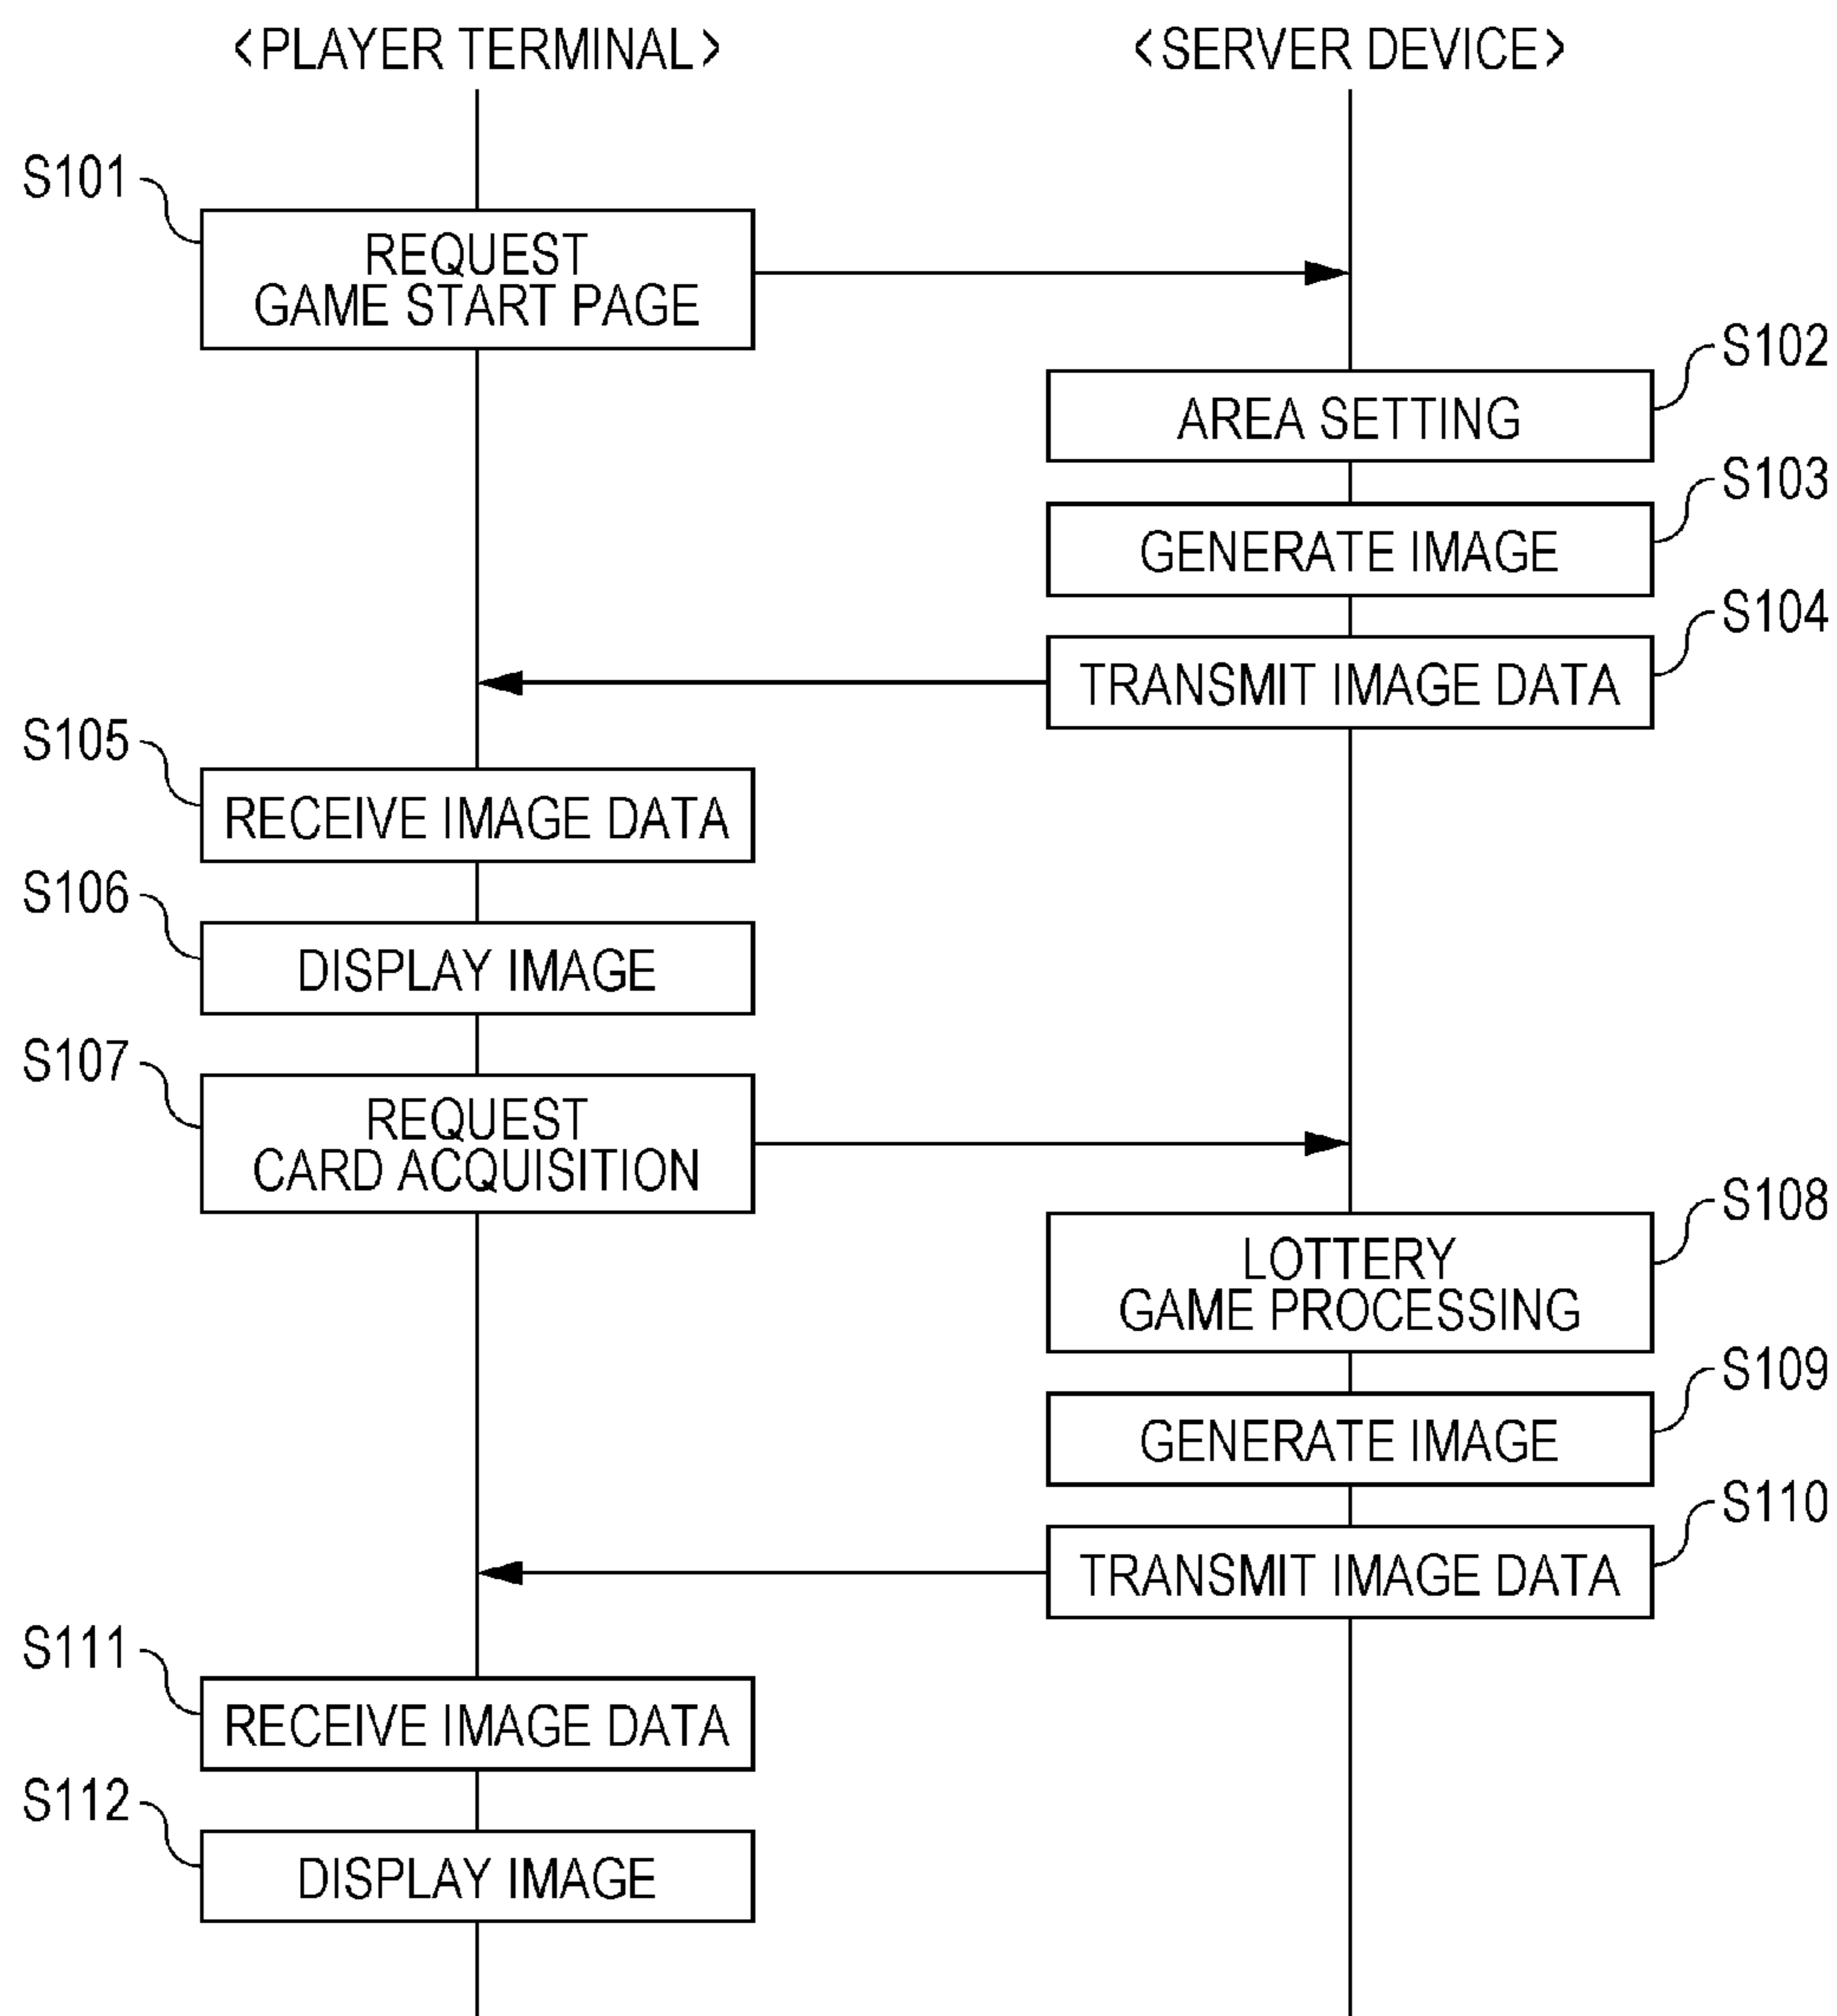 <PLAYER TERMINAL>
<SERVER DEVICE>
S101
REQUEST
GAME START PAGE
S102
AREA SETTING
S103
GENERATE IMAGE
S104
TRANSMIT IMAGE DATA
S105
RECEIVE IMAGE DATA
S106
DISPLAY IMAGE
S107
REQUEST
CARD ACQUISITION
S108
LOTTERY
GAME PROCESSING
S109
GENERATE IMAGE
S110
TRANSMIT IMAGE DATA
S111
RECEIVE IMAGE DATA
S112
DISPLAY IMAGE